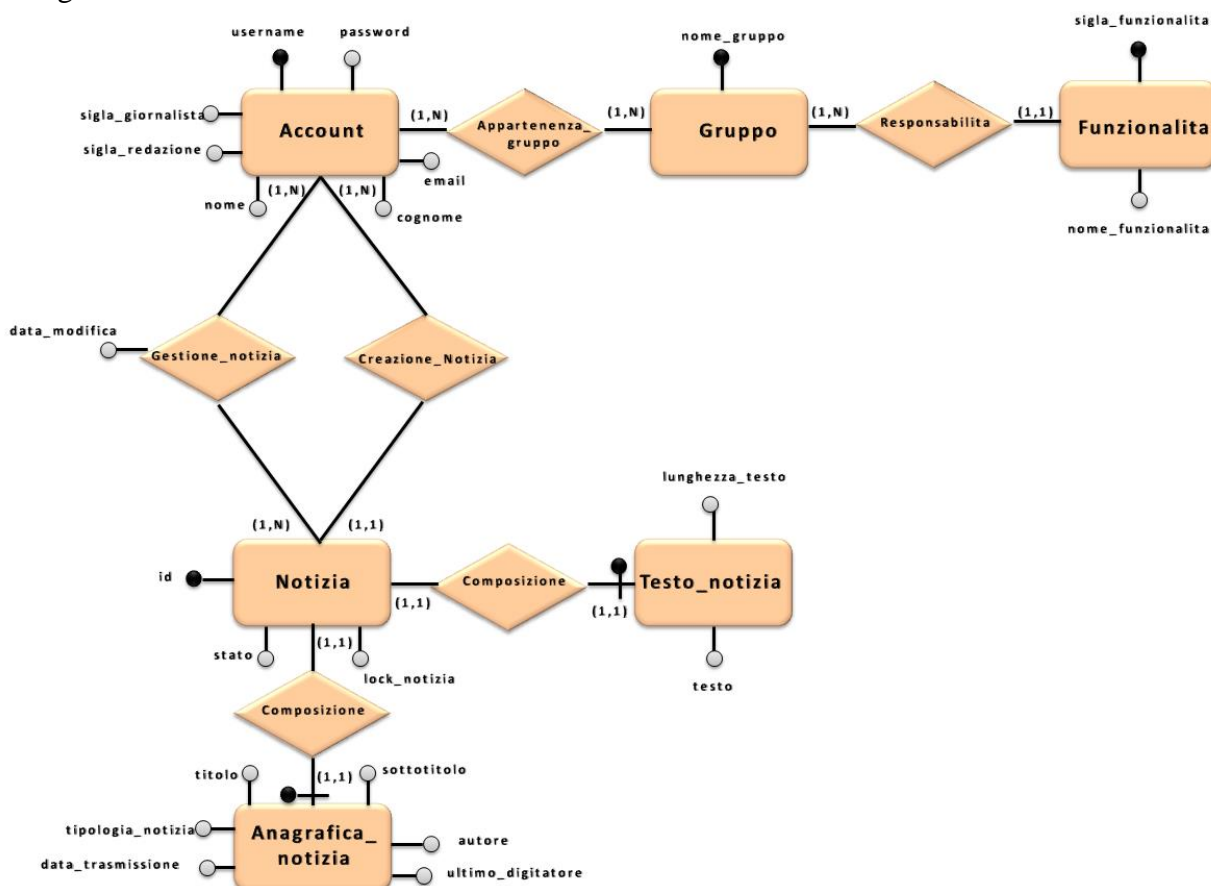 username
password
nome_gruppo
sigla_funzionalita
sigla_giornalista
Account
(1,N)
Appartenenza_
gruppo
(1,N)
Gruppo
(1,N)
Responsabilita
(1,1)
Funzionalita
sigla_redazione
email
nome
(1,N)
(1,N)
cognome
nome_funzionalita
data_modifica
Gestione_notizia
Creazione_Notizia
lunghezza_testo
(1,N)
(1,1)
id
Notizia
(1,1)
Composizione
(1,1)
Testo_notizia
stato
(1,1)
lock_notizia
testo
Composizione
titolo
(1,1)
sottotitolo
tipologia_notizia
Anagrafica_
notizia
autore
data_trasmissione
ultimo_digitatore